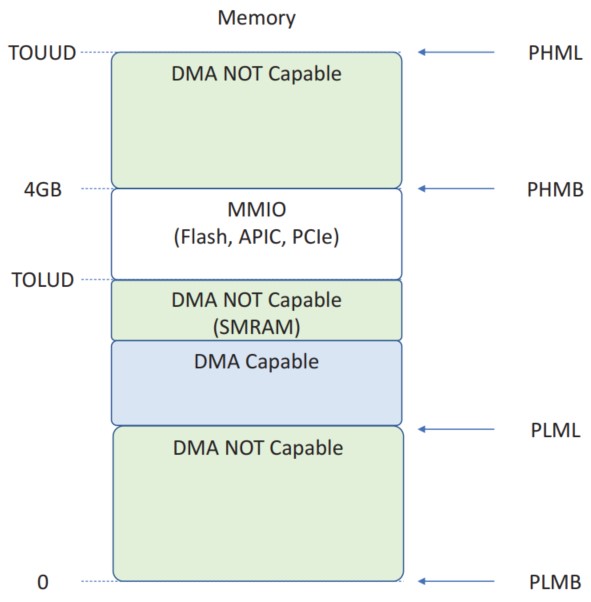 Memory
TOUUD
DMA NOT Capable
PHML
4GB
PHMB
MMIO
(Flash, APIC, PCIe)
TOLUD
DMA NOT Capable
(SMRAM)
DMA Capable
PLML
DMA NOT Capable
0
PLMB